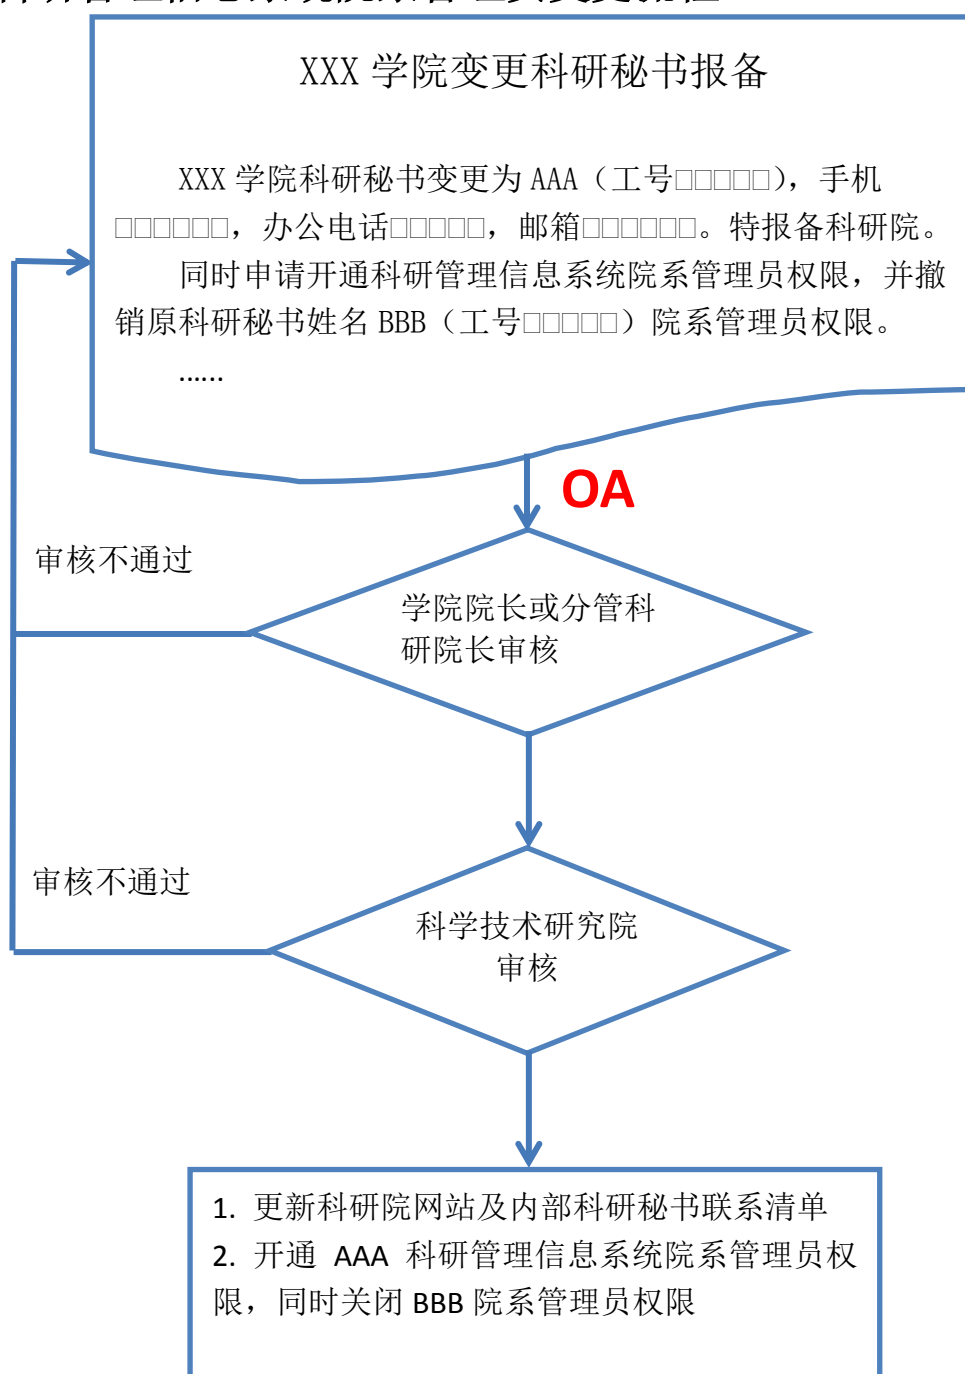 XXX 学院变更科研秘书报备
XXX 学院科研秘书变更为 AAA（工号□□□□□），手机
□□□□□□，办公电话□□□□□，邮箱□□□□□□。特报备科研院。
同时申请开通科研管理信息系统院系管理员权限，并撤
销原科研秘书姓名 BBB（工号□□□□□）院系管理员权限。
……
OA
审核不通过
学院院长或分管科
研院长审核
审核不通过
科学技术研究院
审核
1. 更新科研院网站及内部科研秘书联系清单
2. 开通 AAA 科研管理信息系统院系管理员权
限，同时关闭 BBB 院系管理员权限